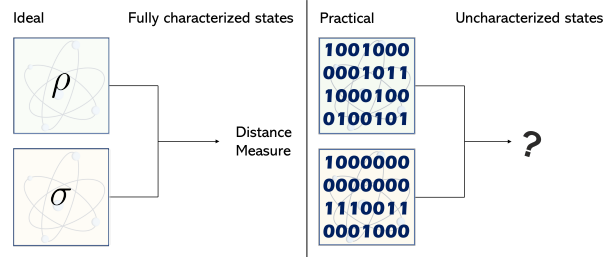 Ideal
Fully characterized states
ρ
σ
Distance
Measure
Practical
Uncharacterized states
1001000
0001011
1000100
0100101
1000000
0000000
1110011
0001000
?